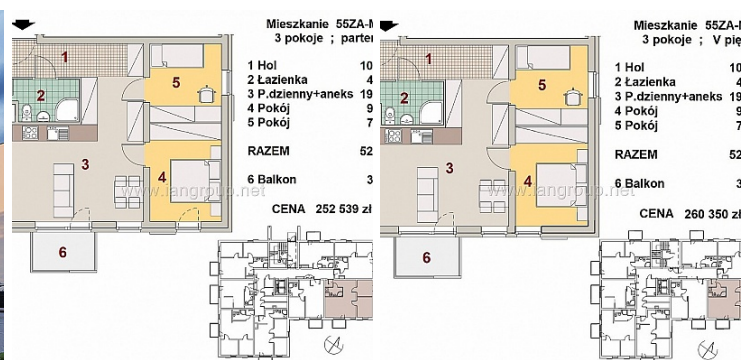 Mieszkanie 55ZA-
3 pokoje ; parter
1 Hol 10
2 Łazienka 4
3 P.dzienny+aneks 19
4 Pokój 9
5 Pokój 7
RAZEM 52
6 Balkon 3
CENA 252 539 zł
1
2
3
4
5
6
www.iangroup.net
Mieszkanie 55ZA-
3 pokoje ; V
1 Hol 10
2 Łazienka 4
3 P.dzienny+aneks 19
4 Pokój 9
5 Pokój 7
RAZEM 52
6 Balkon 3
CENA 260 350 zł
1
2
3
4
5
6
www.iangroup.net